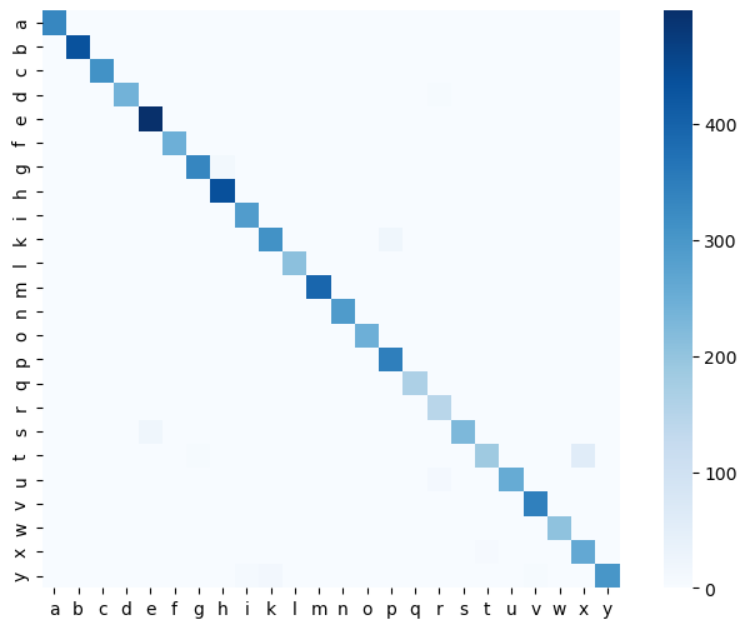 a
b
c
d
e
f
g
h
i
k
l
m
n
o
p
q
r
s
t
u
v
w
x
y
a b c d e f g h i k l m n o p q r s t u v w x y
400
300
200
100
0